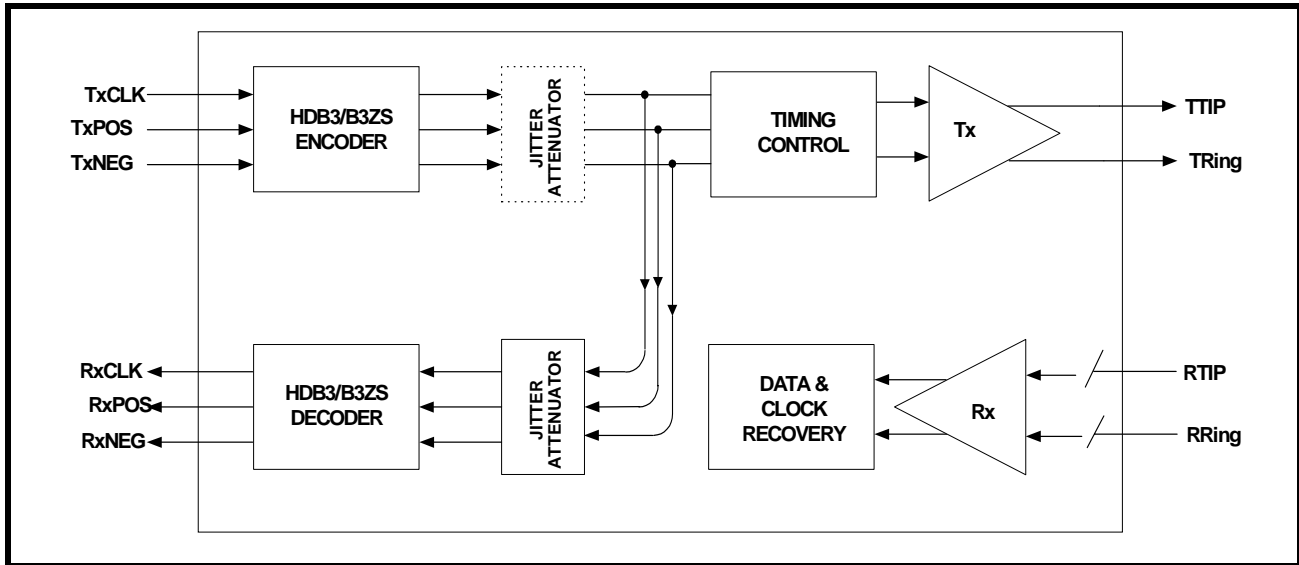 TxCLK
TxPOS
TxNEG
HDB3/B3ZS
ENCODER
JITTER
ATTENUATOR
TIMING
CONTROL
Tx
TTIP
TRing
RxCLK
RxPOS
RxNEG
HDB3/B3ZS
DECODER
JITTER
ATTENUATOR
DATA &
CLOCK
RECOVERY
Rx
RTIP
RRing